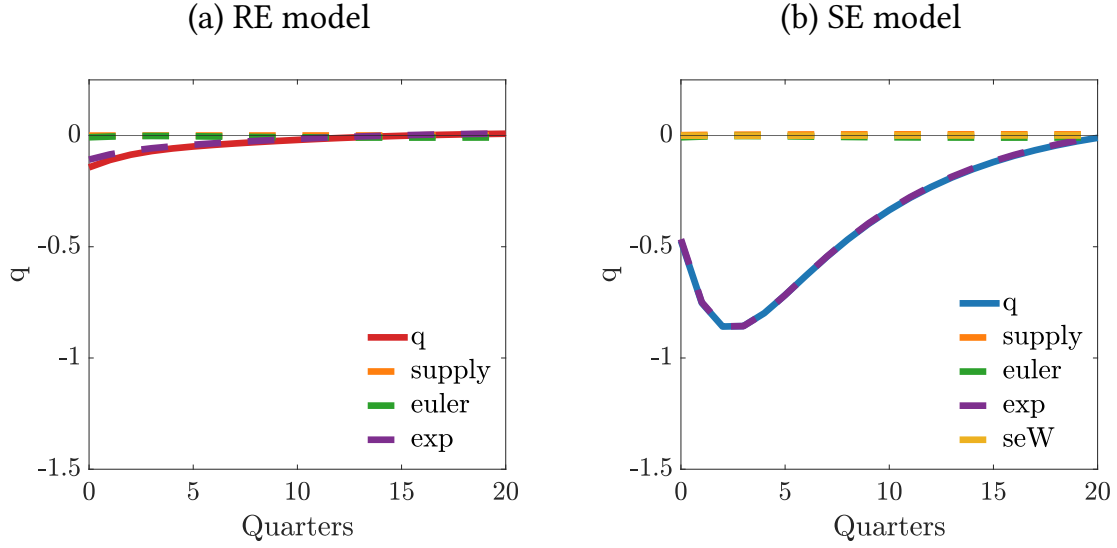 (a) RE model
0
-0.5
-1
-1.5
q
0
5
10
15
20
Quarters
q
supply
euler
exp
(b) SE model
0
-0.5
-1
-1.5
q
0
5
10
15
20
Quarters
q
supply
euler
exp
seW